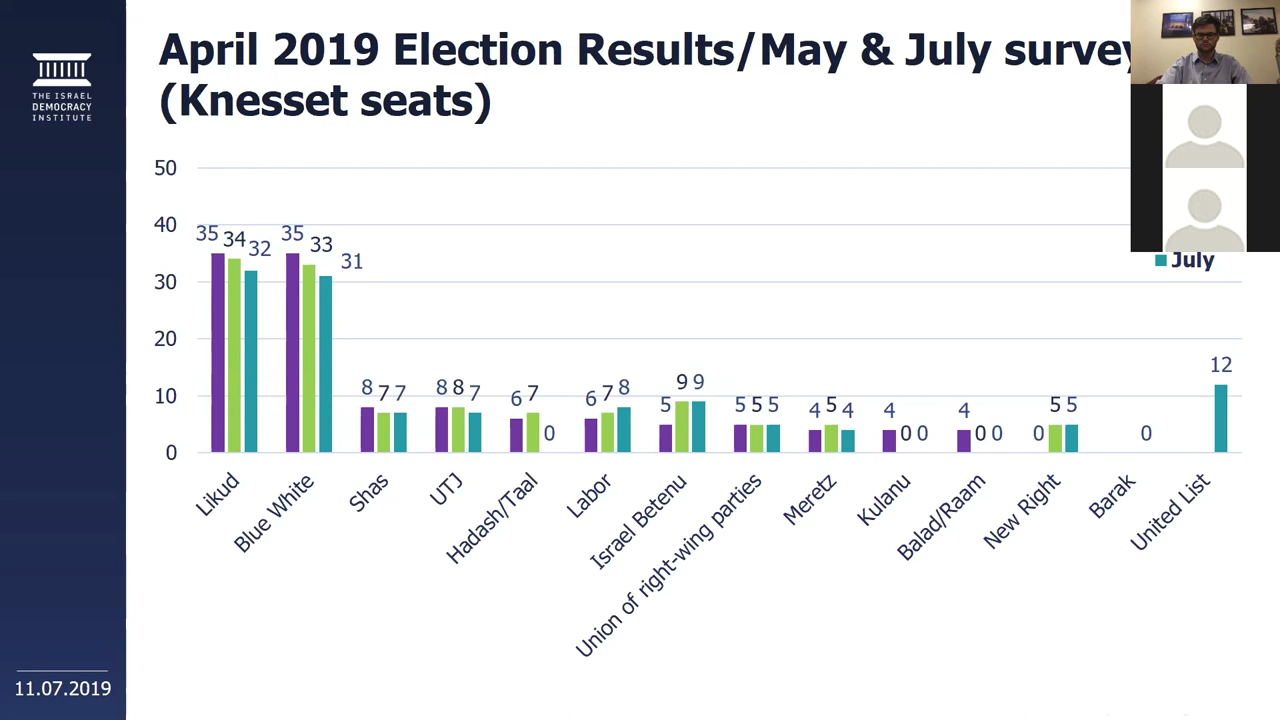 THE ISRAEL
DEMOCRACY
INSTITUTE
April 2019 Election Results/May & July survey
(Knesset seats)
50
40
30
20
10
0
35 34 32
35 33 31
8 7 7
8 8 7
6 7 0
6 7 8
5 9 9
5 5 5
4 5 4
4 0 0
4 0 0
0 5 5
0
12
July
Likud
Blue White
Shas
UTJ
Hadash/Taal
Labor
Israel Betenu
Union of right-wing parties
Meretz
Kulanu
Balad/Raam
New Right
Barak
United List
11.07.2019